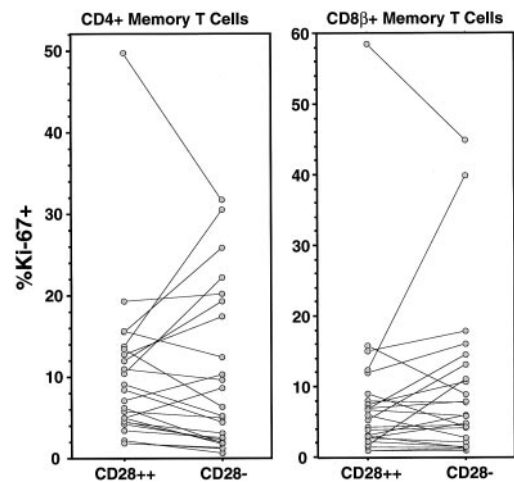 CD4+ Memory T Cells
CD8β+ Memory T Cells
%Ki-67+
50
40
30
20
10
0
60
50
40
30
20
10
0
CD28++
CD28-
CD28++
CD28-